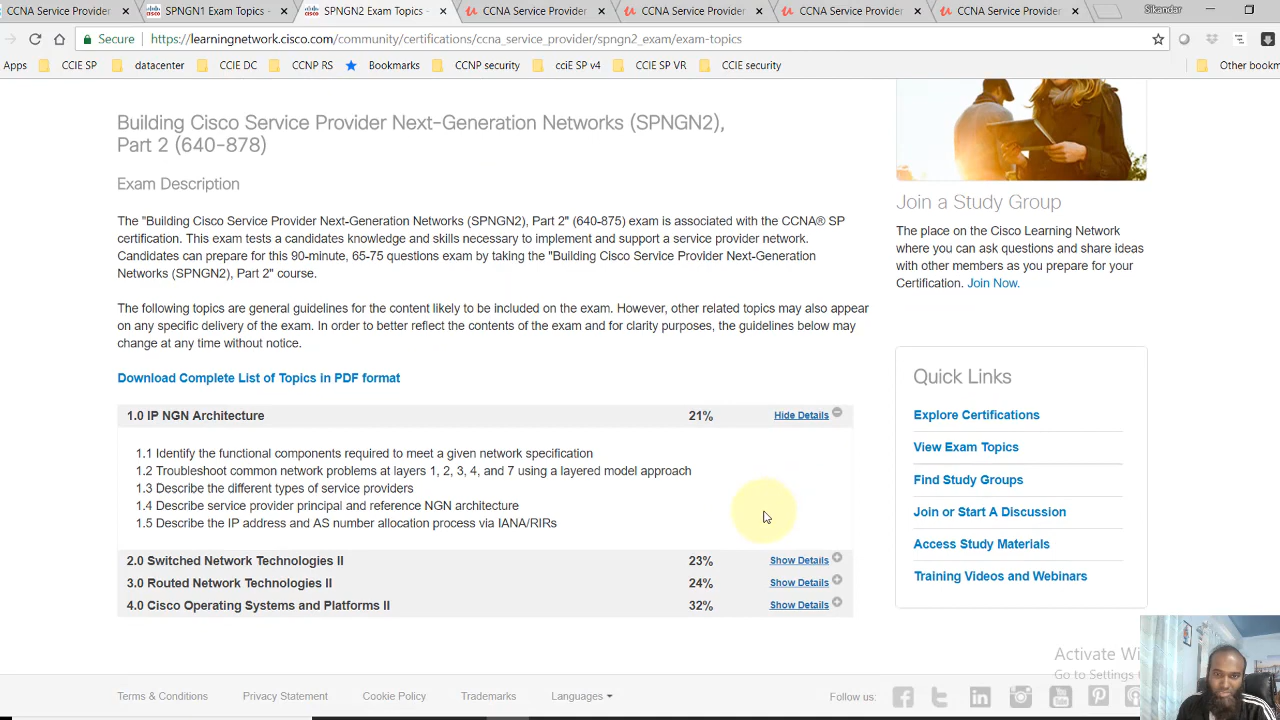 CCNA Service Provider
SPNGN1 Exam Topics -
SPNGN2 Exam Topics -
CCNA Service Provider
CCNA Service Provider
CCNA Service Provider
CCNA Service Provider
Sikandar
Secure
https://learningnetwork.cisco.com/community/certifications/ccna_service_provider/spngn2_exam/exam-topics
Apps
CCIE SP
datacenter
CCIE DC
CCNP RS
Bookmarks
CCNP security
cciE SP v4
CCIE SP VR
CCIE security
Other bookm
Building Cisco Service Provider Next-Generation Networks (SPNGN2),
Part 2 (640-878)
Exam Description
The "Building Cisco Service Provider Next-Generation Networks (SPNGN2), Part 2" (640-875) exam is associated with the CCNA® SP
certification. This exam tests a candidates knowledge and skills necessary to implement and support a service provider network.
Candidates can prepare for this 90-minute, 65-75 questions exam by taking the "Building Cisco Service Provider Next-Generation
Networks (SPNGN2), Part 2" course.
The following topics are general guidelines for the content likely to be included on the exam. However, other related topics may also appear
on any specific delivery of the exam. In order to better reflect the contents of the exam and for clarity purposes, the guidelines below may
change at any time without notice.
Download Complete List of Topics in PDF format
1.0 IP NGN Architecture 21% Hide Details
1.1 Identify the functional components required to meet a given network specification
1.2 Troubleshoot common network problems at layers 1, 2, 3, 4, and 7 using a layered model approach
1.3 Describe the different types of service providers
1.4 Describe service provider principal and reference NGN architecture
1.5 Describe the IP address and AS number allocation process via IANA/RIRs
2.0 Switched Network Technologies II 23% Show Details
3.0 Routed Network Technologies II 24% Show Details
4.0 Cisco Operating Systems and Platforms II 32% Show Details
Join a Study Group
The place on the Cisco Learning Network
where you can ask questions and share ideas
with other members as you prepare for your
Certification. Join Now.
Quick Links
Explore Certifications
View Exam Topics
Find Study Groups
Join or Start A Discussion
Access Study Materials
Training Videos and Webinars
Activate Wi
Go to Settings
Terms & Conditions
Privacy Statement
Cookie Policy
Trademarks
Languages
Follow us: